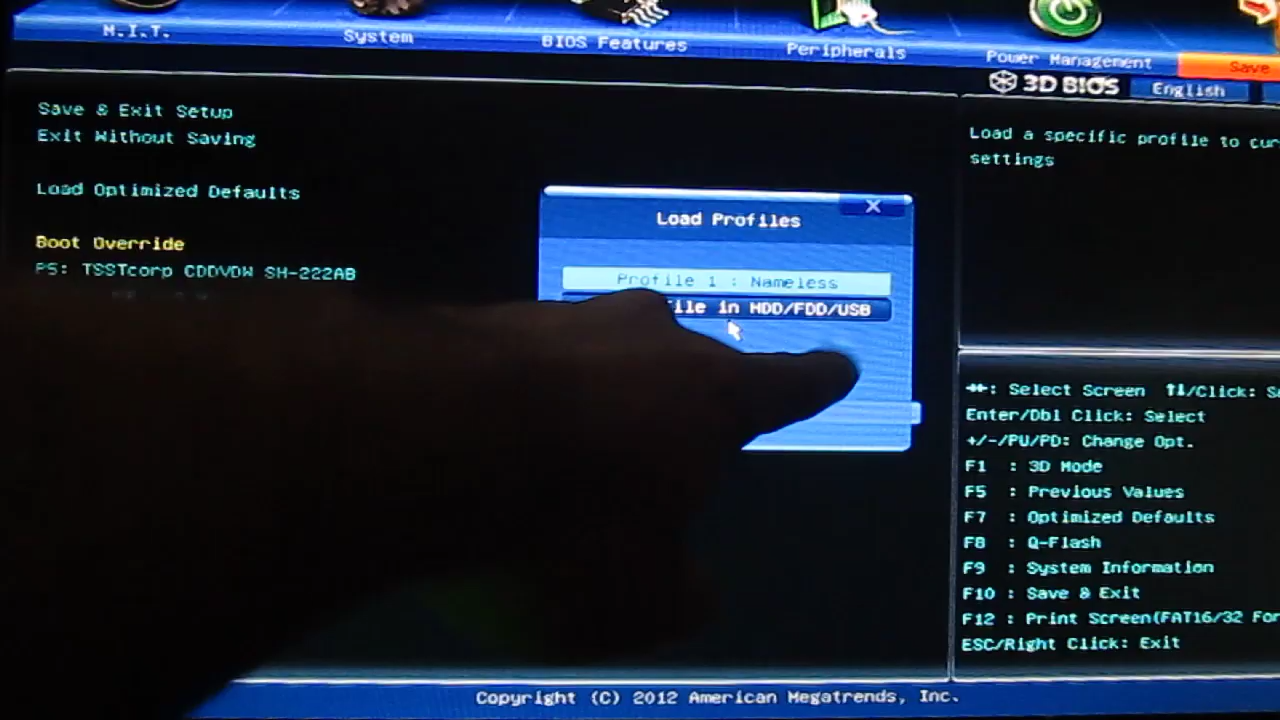 M.I.T.
System
BIOS Features
Peripherals
Power Management
Save
3D BIOS
English
Save & Exit Setup
Exit Without Saving
Load Optimized Defaults
Boot Override
P5: TSSTcorp CDDVDW SH-222AB
Load Profiles
X
Profile 1 : Nameless
ile in HDD/FDD/USB
Load a specific profile to cur
settings
: Select Screen ↑↓/Click: Se
Enter/Dbl Click: Select
+/-/PU/PD: Change Opt.
F1 : 3D Mode
F5 : Previous Values
F7 : Optimized Defaults
F8 : Q-Flash
F9 : System Information
F10 : Save & Exit
F12 : Print Screen(FAT16/32 For
ESC/Right Click: Exit
Copyright (C) 2012 American Megatrends, Inc.